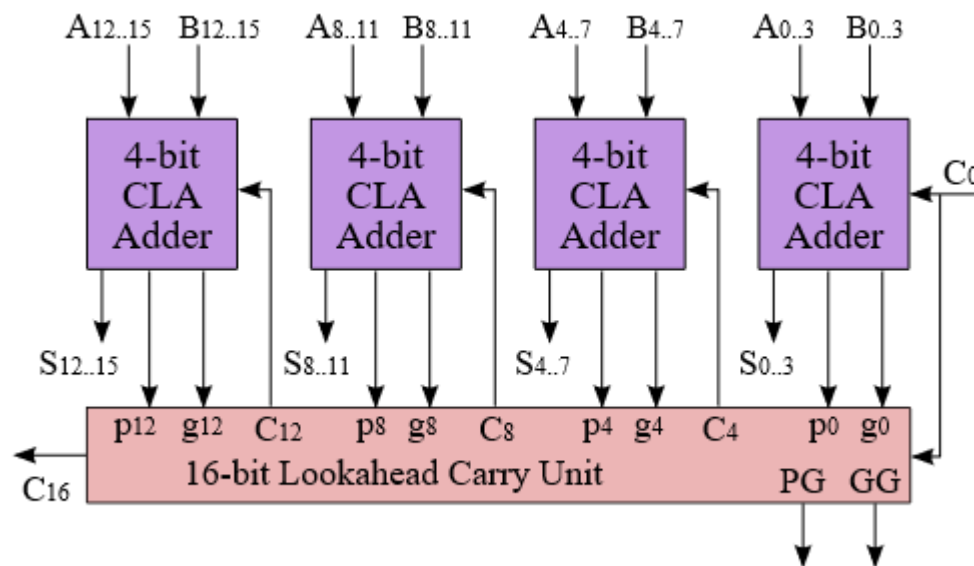 A12..15 B12..15 A8..11 B8..11 A4..7 B4..7 A0..3 B0..3
4-bit CLA Adder
4-bit CLA Adder
4-bit CLA Adder
4-bit CLA Adder
C0
S12..15 S8..11 S4..7 S0..3
p12 g12 C12 p8 g8 C8 p4 g4 C4 p0 g0
16-bit Lookahead Carry Unit
PG GG
C16